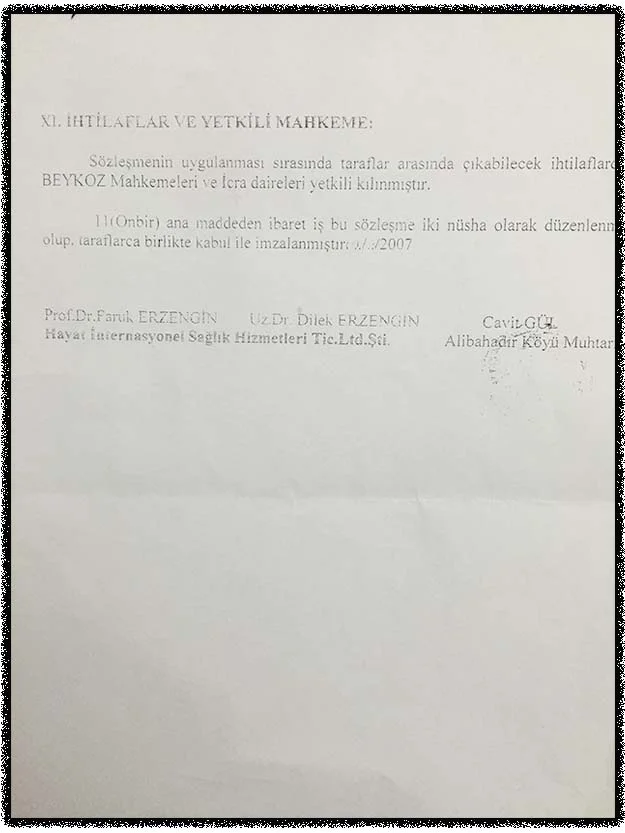 XI. İHTİLAFLAR VE YETKİLİ MAHKEME:
Sözleşmenin uygulanması sırasında taraflar arasında çıkabilecek ihtilaflarda
BEYKOZ Mahkemeleri ve İcra daireleri yetkili kılınmıştır.
11(Onbir) ana maddeden ibaret iş bu sözleşme iki nüsha olarak düzenlenm
olup, taraflarca birlikte kabul ile imzalanmıştır. /2007
Prof.Dr.Faruk ERZENGİN Uz.Dr. Dilek ERZENGİN Cavit GÜL
Hayat İnternasyonel Sağlık Hizmetleri Tic.Ltd.Şti. Alibahadır Köyü Muhtar